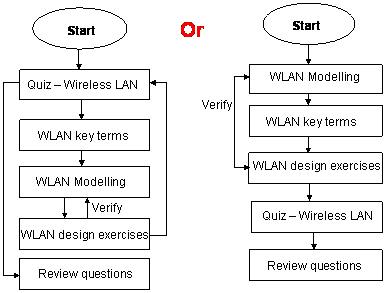 Start
Quiz – Wireless LAN
WLAN key terms
WLAN Modelling
Verify
WLAN design exercises
Review questions
Or
Start
WLAN Modelling
Verify
WLAN key terms
WLAN design exercises
Quiz – Wireless LAN
Review questions